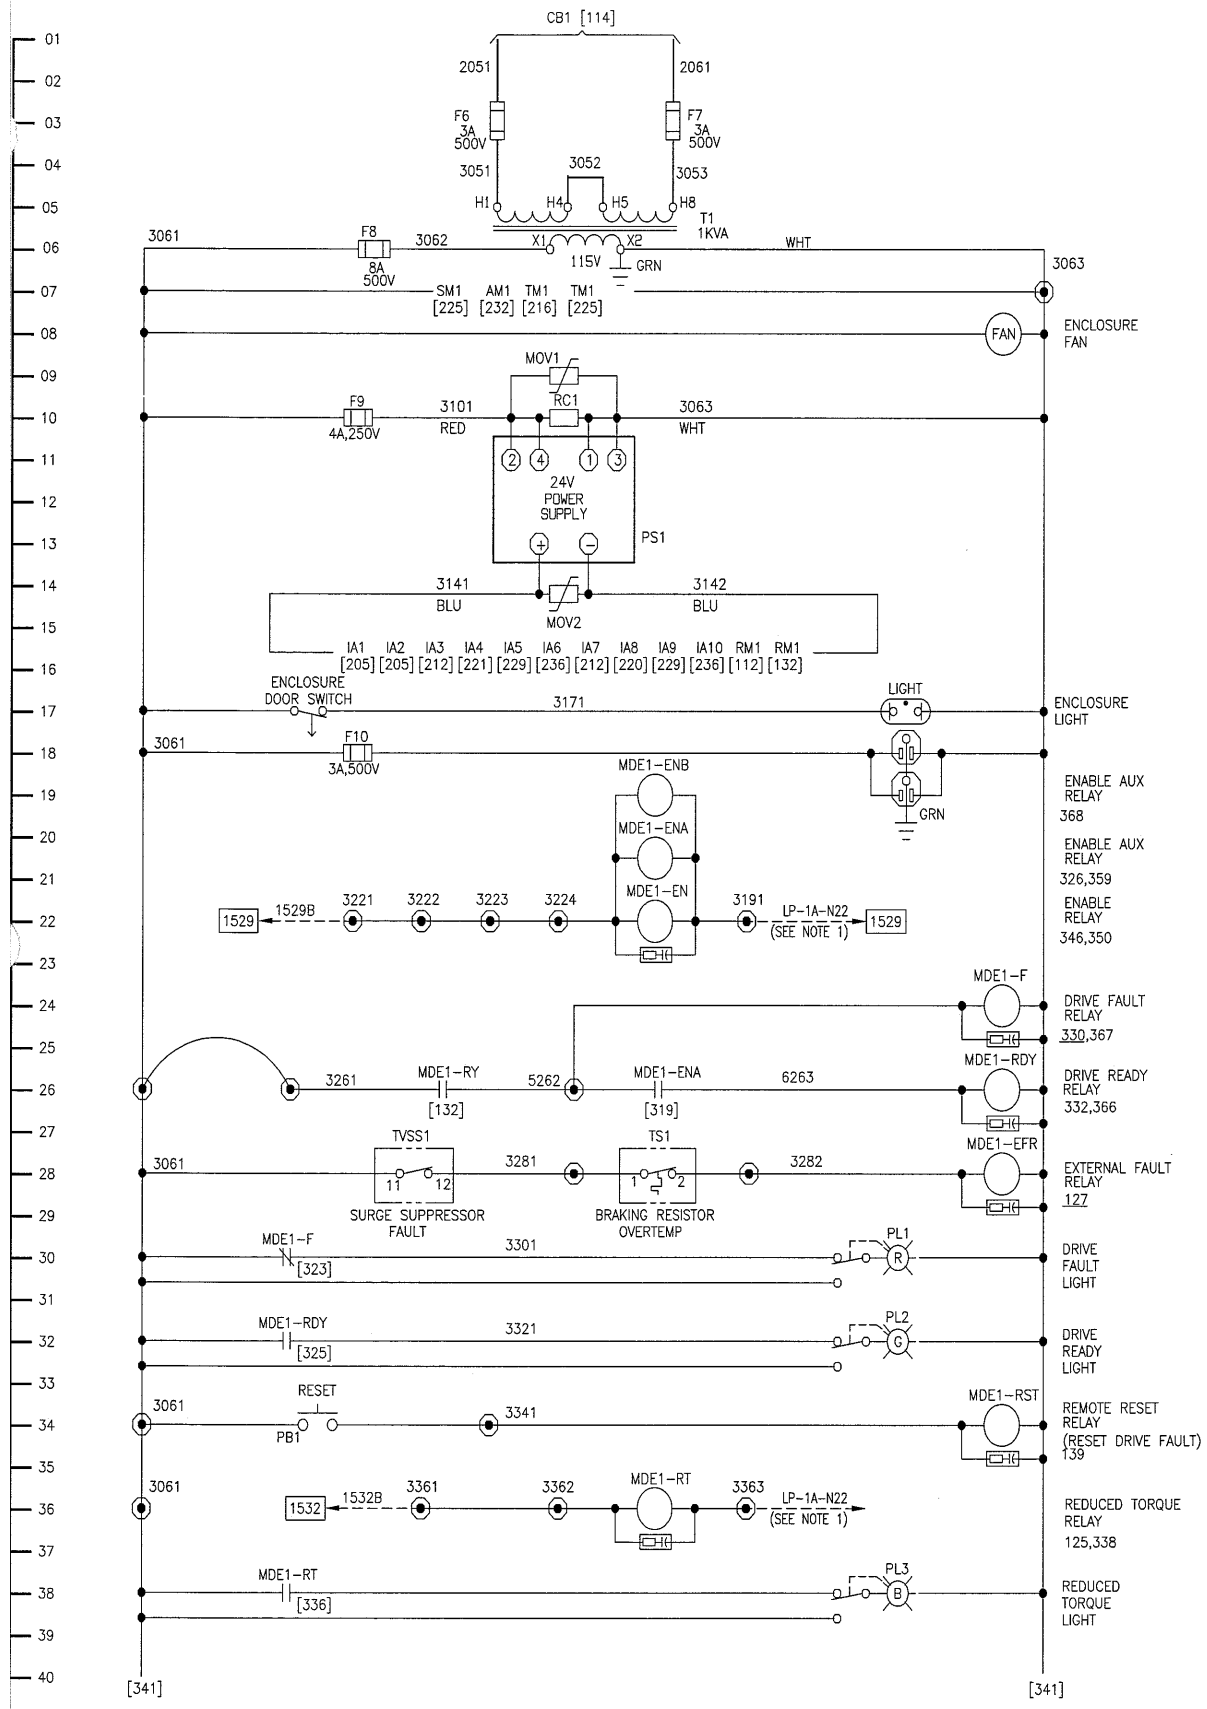 CB1 [114]
01
2051
2061
02
F6
3A
500V
F7
3A
500V
03
04
3051
3052
3053
05
H1
H4
H5
H8
T1
1KVA
06
3061
F8
8A
500V
3062
X1
X2
115V
GRN
WHT
3063
07
SM1
[225]
AM1
[232]
TM1
[216]
TM1
[225]
08
FAN
ENCLOSURE
FAN
09
MOV1
10
F9
4A,250V
3101
RED
RC1
3063
WHT
11
2
4
1
3
24V
POWER
SUPPLY
12
13
+
−
PS1
14
3141
BLU
MOV2
3142
BLU
15
IA1 IA2 IA3 IA4 IA5 IA6 IA7 IA8 IA9 IA10 RM1 RM1
[205] [205] [212] [221] [229] [236] [212] [220] [229] [236] [112] [132]
16
ENCLOSURE
DOOR SWITCH
17
3171
LIGHT
ENCLOSURE
LIGHT
18
3061
F10
3A,500V
19
MDE1-ENB
GRN
ENABLE AUX
RELAY
368
20
MDE1-ENA
ENABLE AUX
RELAY
326,359
21
MDE1-EN
22
1529
1529B
3221
3222
3223
3224
3191
LP-1A-N22
(SEE NOTE 1)
1529
ENABLE
RELAY
346,350
23
24
MDE1-F
DRIVE FAULT
RELAY
330,367
25
26
3261
MDE1-RY
[132]
5262
MDE1-ENA
[319]
6263
MDE1-RDY
DRIVE READY
RELAY
332,366
27
28
3061
TVSS1
11
12
SURGE SUPPRESSOR
FAULT
3281
TS1
1
2
BRAKING RESISTOR
OVERTEMP
3282
MDE1-EFR
EXTERNAL FAULT
RELAY
127
29
30
MDE1-F
[323]
3301
PL1
R
DRIVE
FAULT
LIGHT
31
32
MDE1-RDY
[325]
3321
PL2
G
DRIVE
READY
LIGHT
33
34
3061
RESET
PB1
3341
MDE1-RST
REMOTE RESET
RELAY
(RESET DRIVE FAULT)
139
35
36
3061
1532
1532B
3361
3362
MDE1-RT
3363
LP-1A-N22
(SEE NOTE 1)
REDUCED TORQUE
RELAY
125,338
37
38
MDE1-RT
[336]
PL3
B
REDUCED
TORQUE
LIGHT
39
40
[341]
[341]